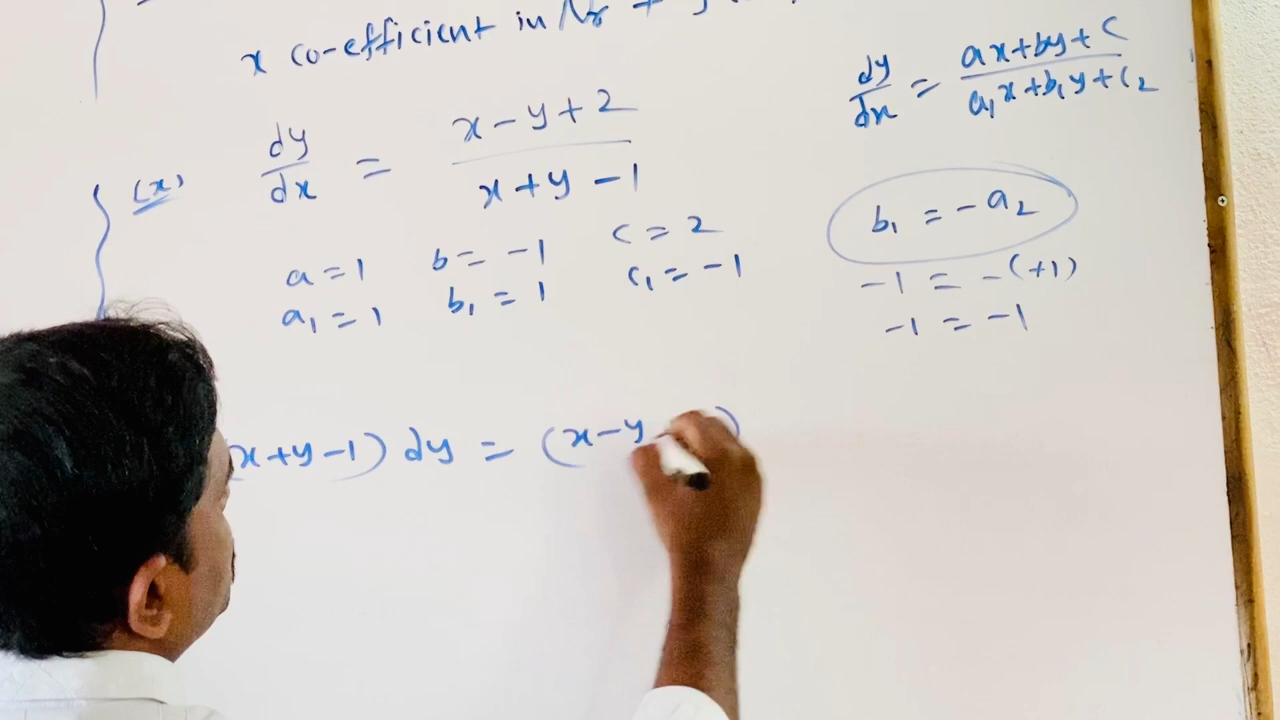 x co-efficient in Nr +
(x) dy/dx = x-y+2 / x+y-1
a=1 b=-1 c=2
a₁=1 b₁=1 c₁=-1
(x+y-1) dy = (x-y )
dy/dx = ax+by+c / a₁x+b₁y+c₂
b₁ = -a₂
-1 = -(+1)
-1 = -1